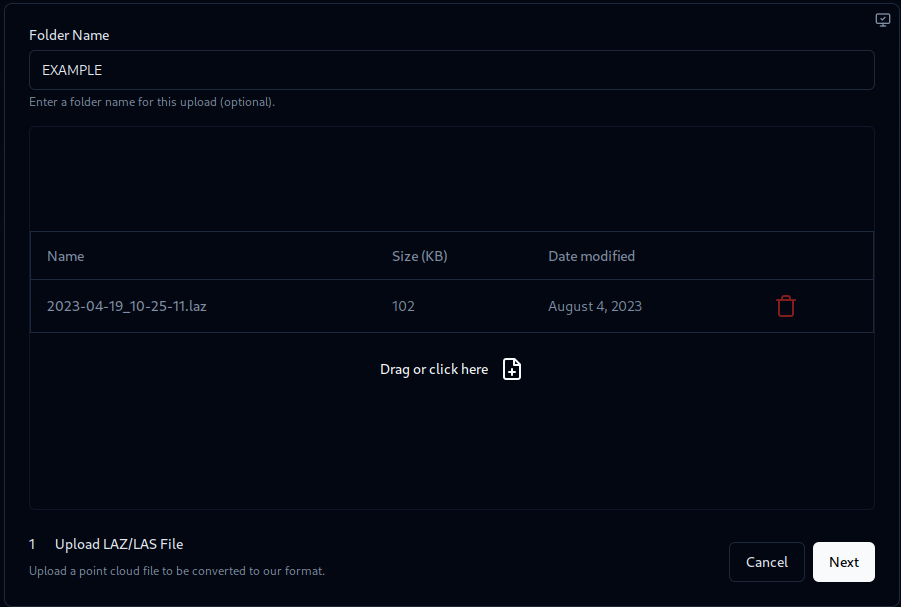 Folder Name
EXAMPLE
Enter a folder name for this upload (optional).
Name Size (KB) Date modified
2023-04-19_10-25-11.laz 102 August 4, 2023
Drag or click here
1 Upload LAZ/LAS File
Upload a point cloud file to be converted to our format.
Cancel Next